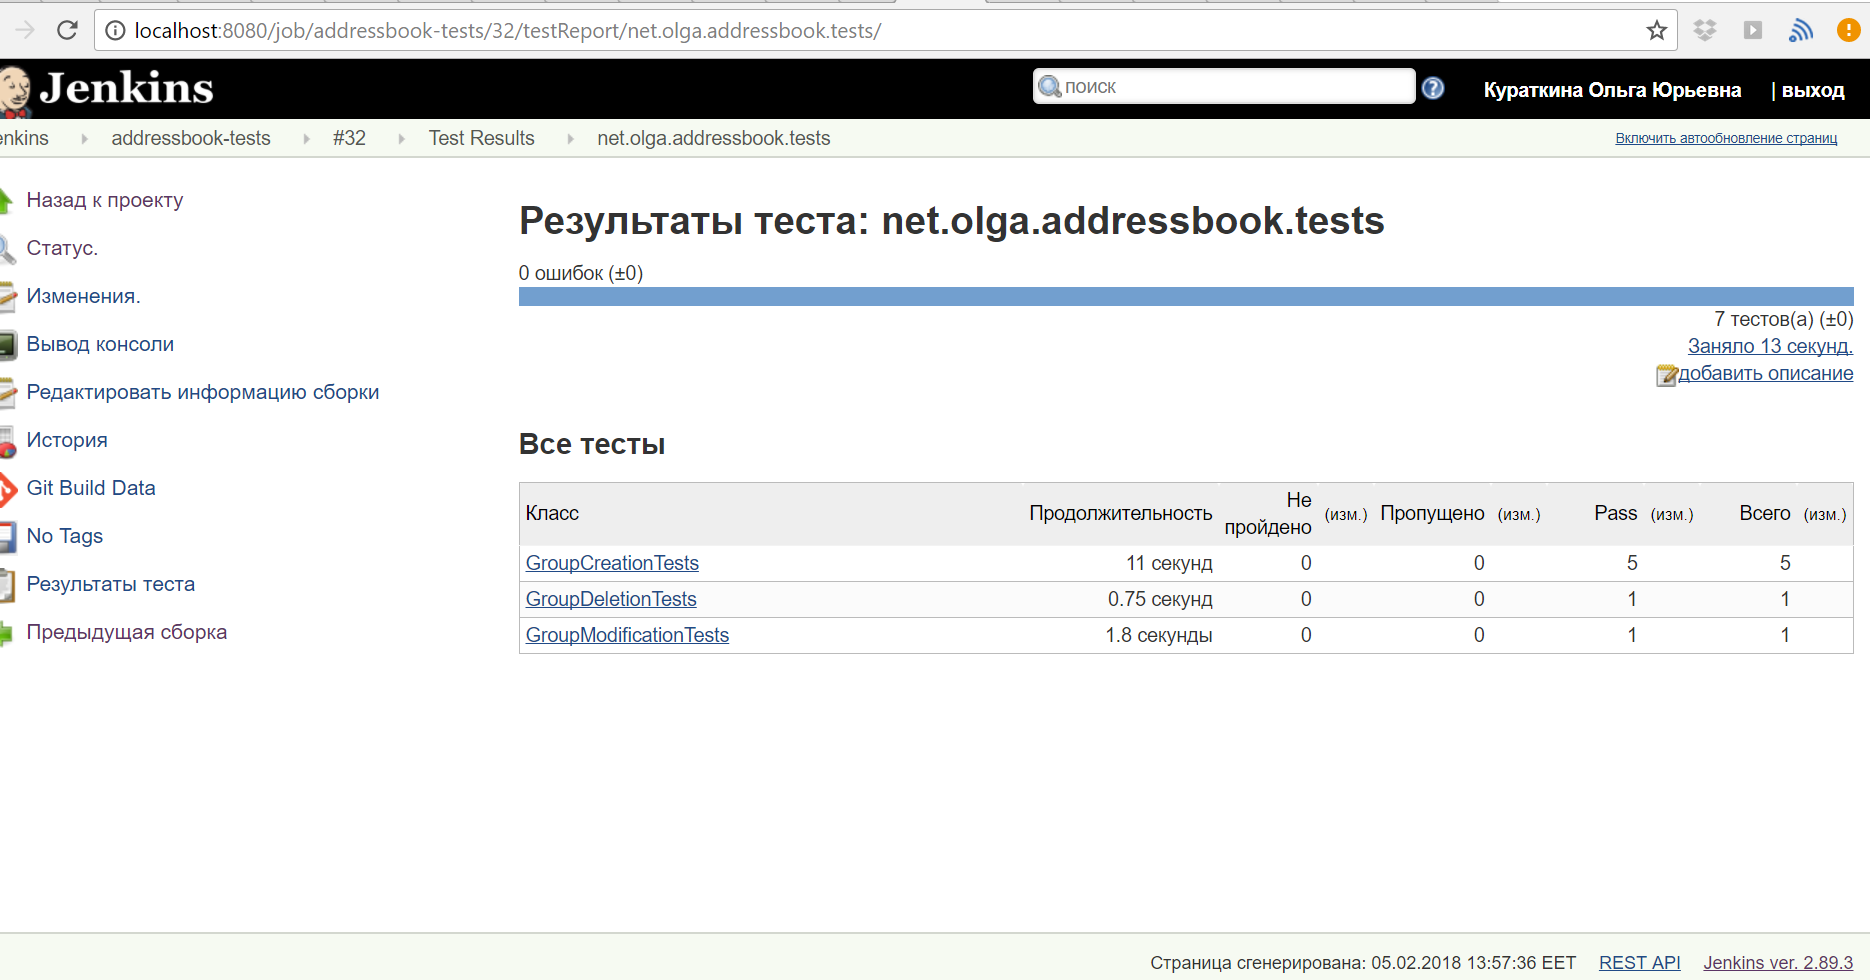 localhost:8080/job/addressbook-tests/32/testReport/net.olga.addressbook.tests/
Jenkins
поиск
Кураткина Ольга Юрьевна | выход
enkins addressbook-tests #32 Test Results net.olga.addressbook.tests
Включить автообновление страниц
Назад к проекту
Статус.
Изменения.
Вывод консоли
Редактировать информацию сборки
История
Git Build Data
No Tags
Результаты теста
Предыдущая сборка
Результаты теста: net.olga.addressbook.tests
0 ошибок (±0)
7 тестов(а) (±0)
Заняло 13 секунд.
добавить описание
Все тесты
Класс Продолжительность Не пройдено (изм.) Пропущено (изм.) Pass (изм.) Всего (изм.)
GroupCreationTests 11 секунд 0 0 5 5
GroupDeletionTests 0.75 секунд 0 0 1 1
GroupModificationTests 1.8 секунды 0 0 1 1
Страница сгенерирована: 05.02.2018 13:57:36 EET REST API Jenkins ver. 2.89.3